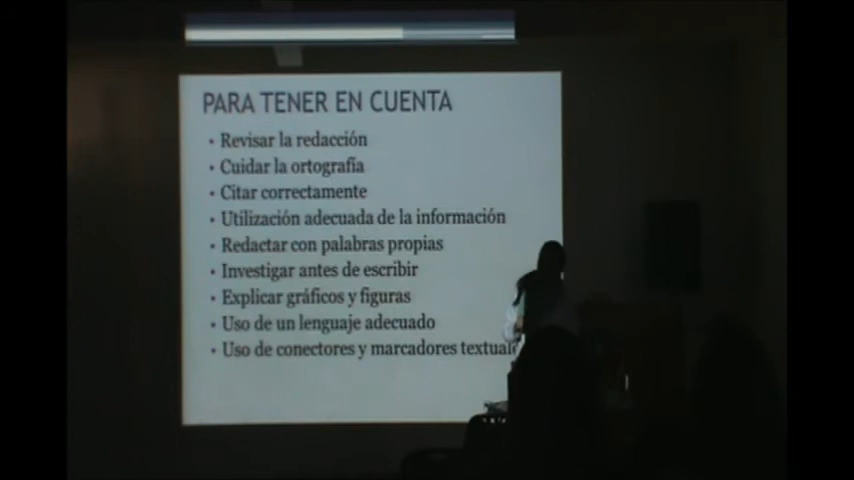 PARA TENER EN CUENTA
• Revisar la redacción
• Cuidar la ortografía
• Citar correctamente
• Utilización adecuada de la información
• Redactar con palabras propias
• Investigar antes de escribir
• Explicar gráficos y figuras
• Uso de un lenguaje adecuado
• Uso de conectores y marcadores textual